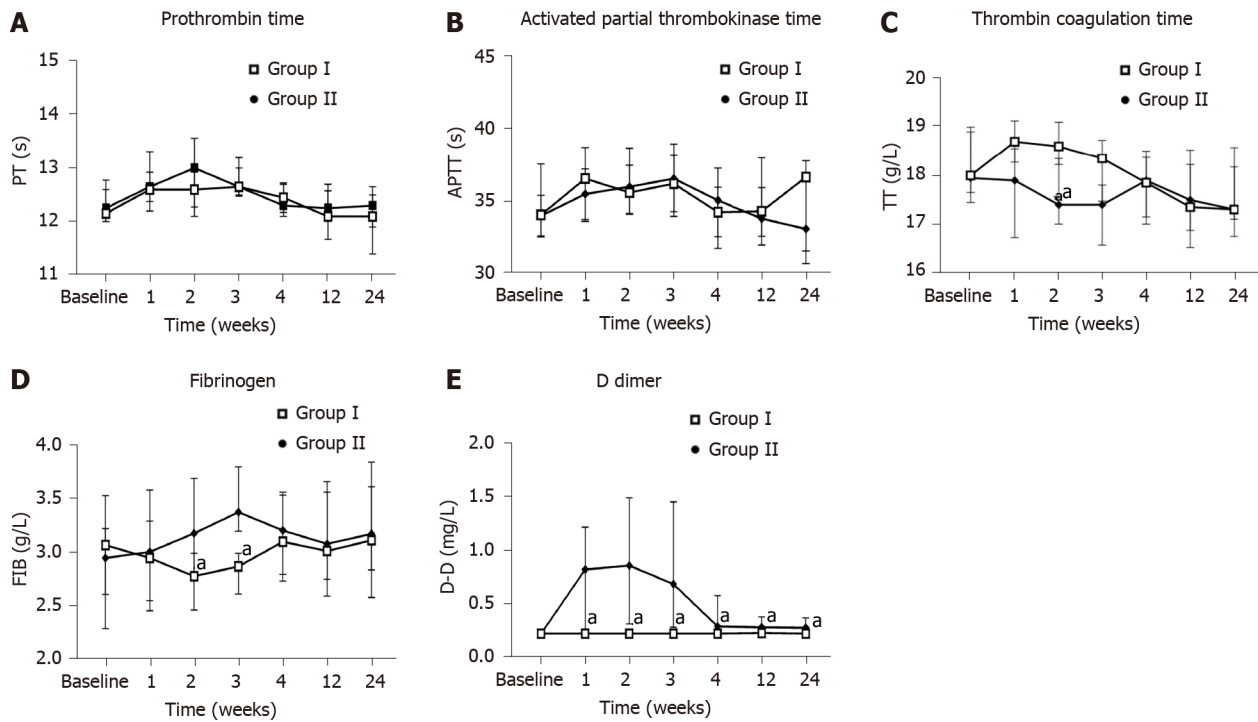 A Prothrombin time
15
14
13
12
11
PT (s)
Group I
Group II
Baseline 1 2 3 4 12 24
Time (weeks)
B Activated partial thrombokinase time
45
40
35
30
APTT (s)
Group I
Group II
Baseline 1 2 3 4 12 24
Time (weeks)
C Thrombin coagulation time
20
19
18
17
16
TT (g/L)
Group I
Group II
a a
Baseline 1 2 3 4 12 24
Time (weeks)
D Fibrinogen
4.0
3.5
3.0
2.5
2.0
FIB (g/L)
Group I
Group II
a a
Baseline 1 2 3 4 12 24
Time (weeks)
E D dimer
2.0
1.5
1.0
0.5
0.0
D-D (mg/L)
Group I
Group II
a a a a a a
Baseline 1 2 3 4 12 24
Time (weeks)